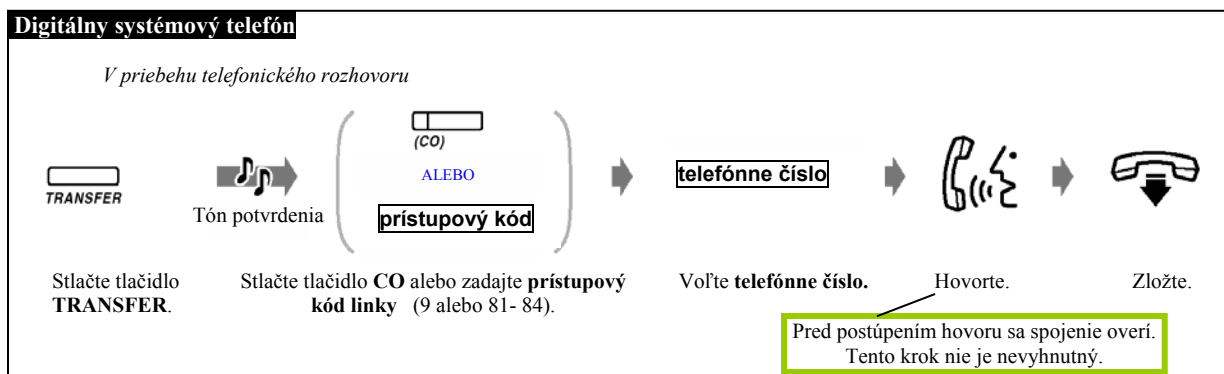 Digitálny systémový telefón
V priebehu telefonického rozhovoru
(CO)
ALEBO
TRANSFER
Tón potvrdenia
prístupový kód
telefónne číslo
Stlačte tlačidlo
TRANSFER.
Stlačte tlačidlo CO alebo zadajte prístupový
kód linky (9 alebo 81- 84).
Voľte telefónne číslo.
Hovorte.
Zložte.
Pred postúpením hovoru sa spojenie overí.
Tento krok nie je nevyhnutný.